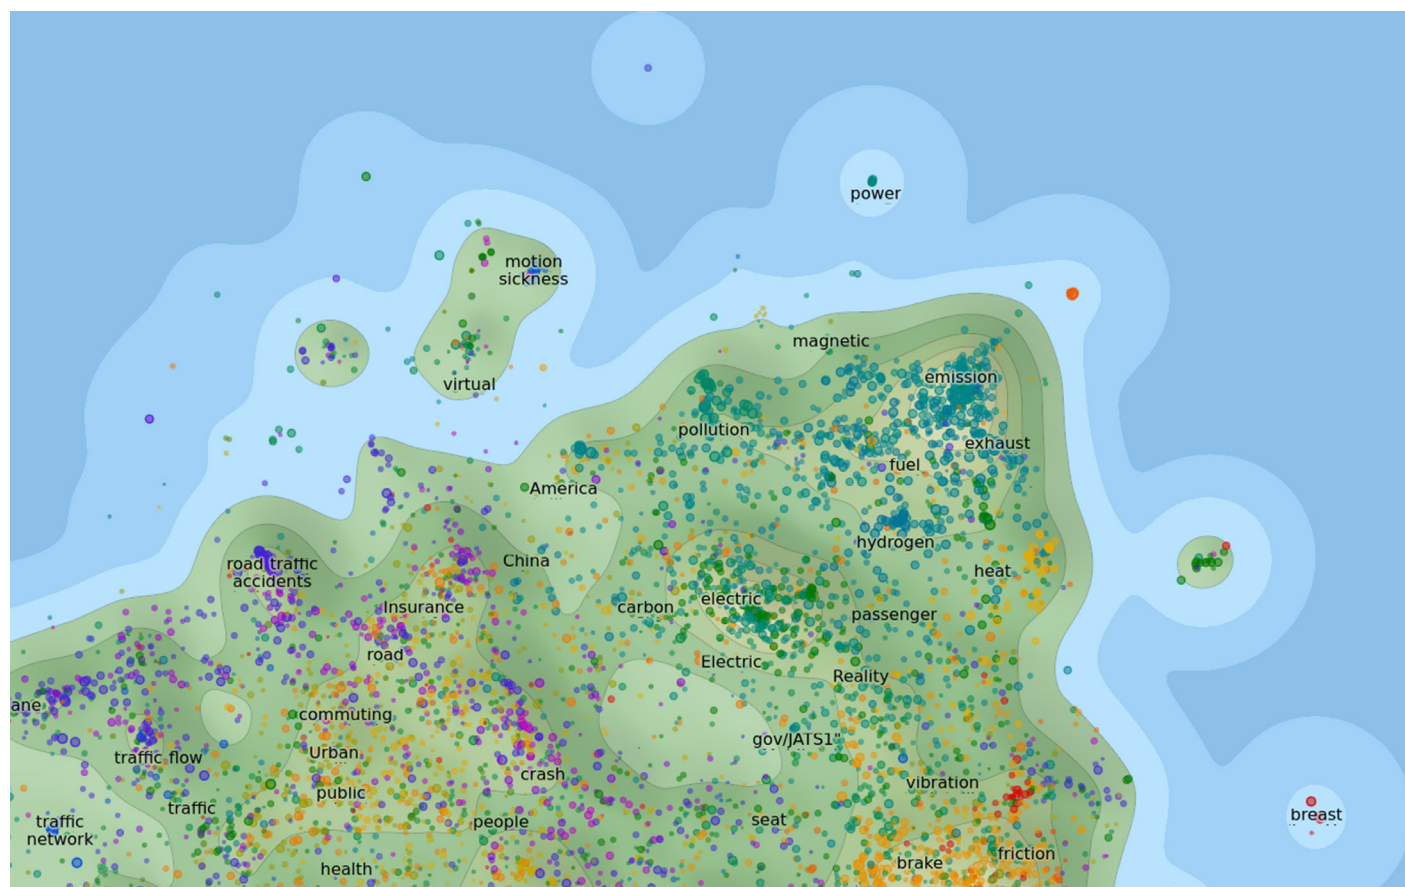 power
motion
sickness
magnetic
emission
virtual
pollution
exhaust
fuel
America
hydrogen
China
road traffic
accidents
heat
electric
Insurance
carbon
passenger
road
Electric
Reality
ane
commuting
gov/JATS1"
Urban
traffic flow
crash
vibration
public
traffic
breast
people
seat
traffic
network
friction
brake
health